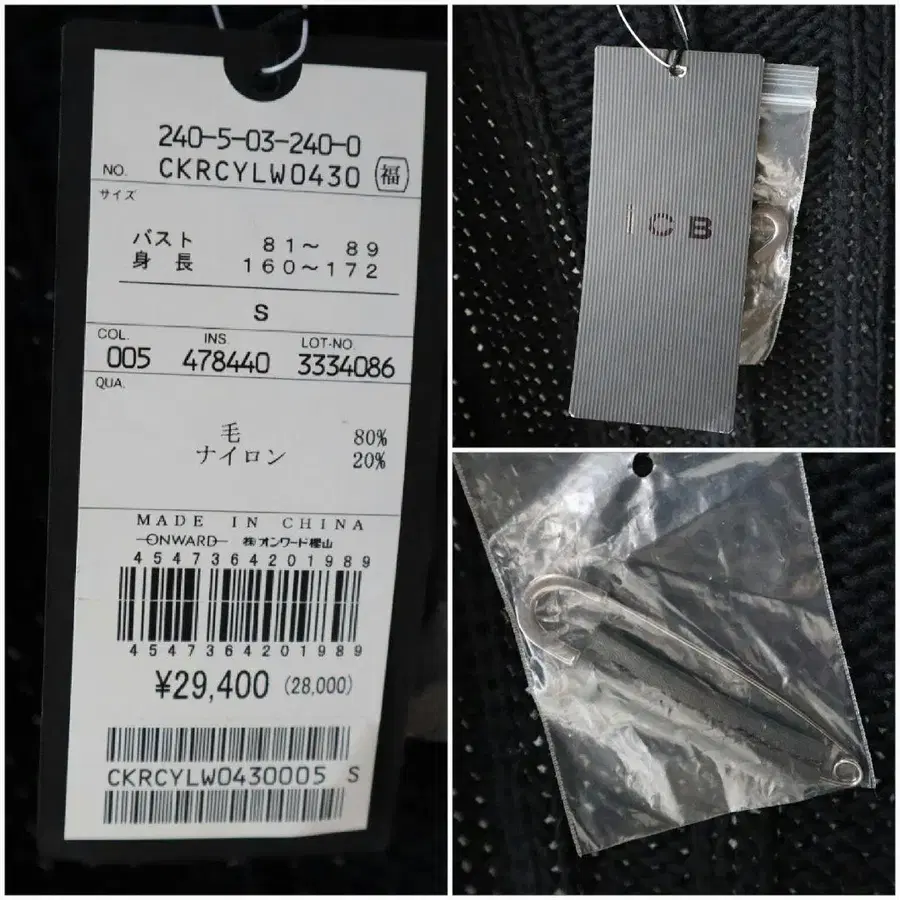 240-5-03-240-0
NO. CKRCYLW0430 福
サイズ
バスト 81～ 89
身長 160～172
S
COL. INS. LOT-NO.
005 478440 3334086
QUA.
毛 80%
ナイロン 20%
MADE IN CHINA
ONWARD ㈱オンワード樫山
4547364201989
4547364201989
¥29,400 (28,000)
CKRCYLW0430005 S
ICB